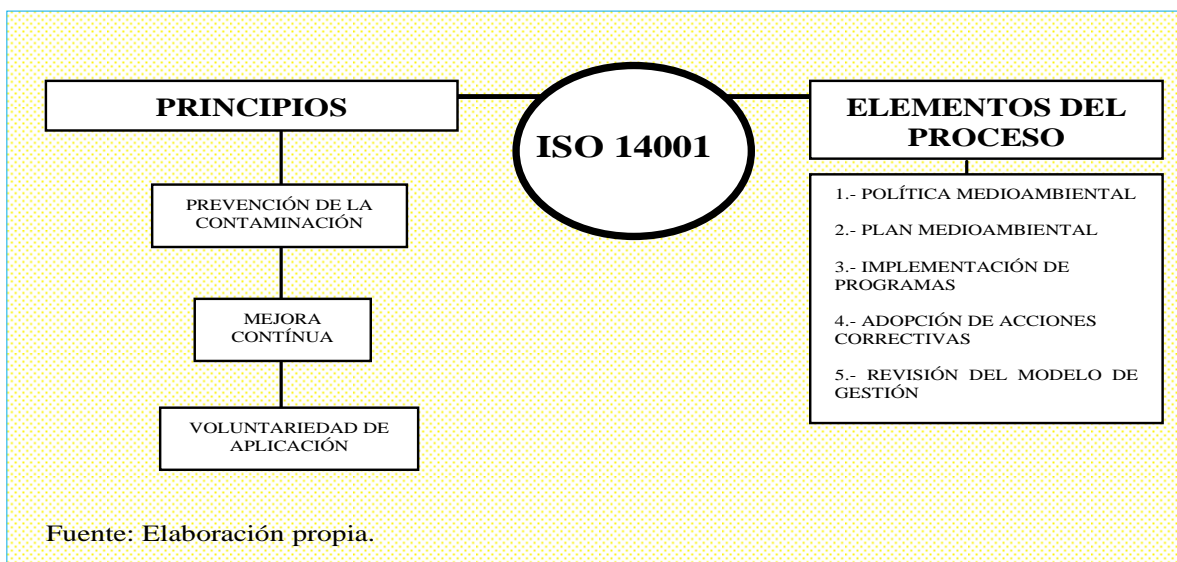 PRINCIPIOS
PREVENCIÓN DE LA
CONTAMINACIÓN
MEJORA
CONTÍNUA
VOLUNTARIEDAD DE
APLICACIÓN
ISO 14001
ELEMENTOS DEL
PROCESO
1.- POLÍTICA MEDIOAMBIENTAL
2.- PLAN MEDIOAMBIENTAL
3.- IMPLEMENTACIÓN DE
PROGRAMAS
4.- ADOPCIÓN DE ACCIONES
CORRECTIVAS
5.- REVISIÓN DEL MODELO DE
GESTIÓN
Fuente: Elaboración propia.